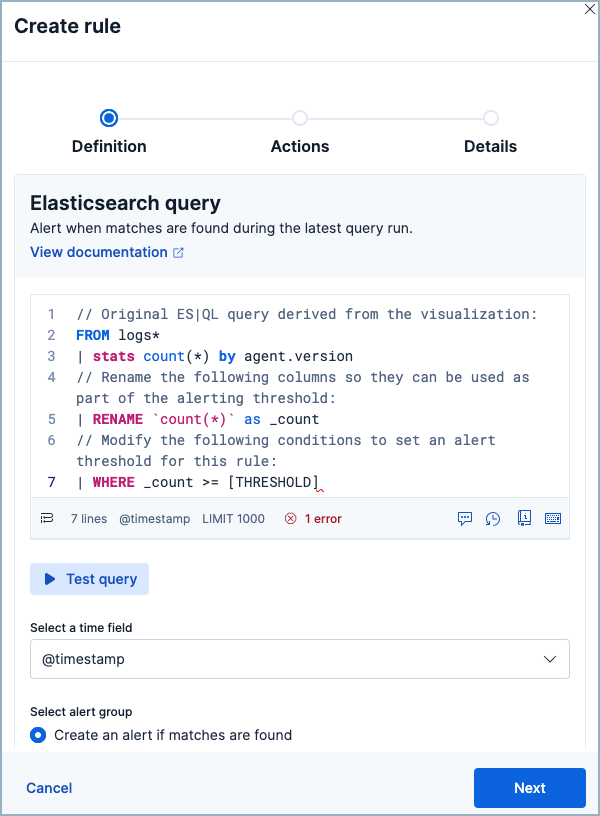 Create rule
Definition
Actions
Details
Elasticsearch query
Alert when matches are found during the latest query run.
View documentation
1 // Original ES|QL query derived from the visualization:
2 FROM logs*
3 | stats count(*) by agent.version
4 // Rename the following columns so they can be used as
part of the alerting threshold:
5 | RENAME `count(*)` as _count
6 // Modify the following conditions to set an alert
threshold for this rule:
7 | WHERE _count >= [THRESHOLD]
7 lines @timestamp LIMIT 1000 1 error
Test query
Select a time field
@timestamp
Select alert group
Create an alert if matches are found
Cancel
Next